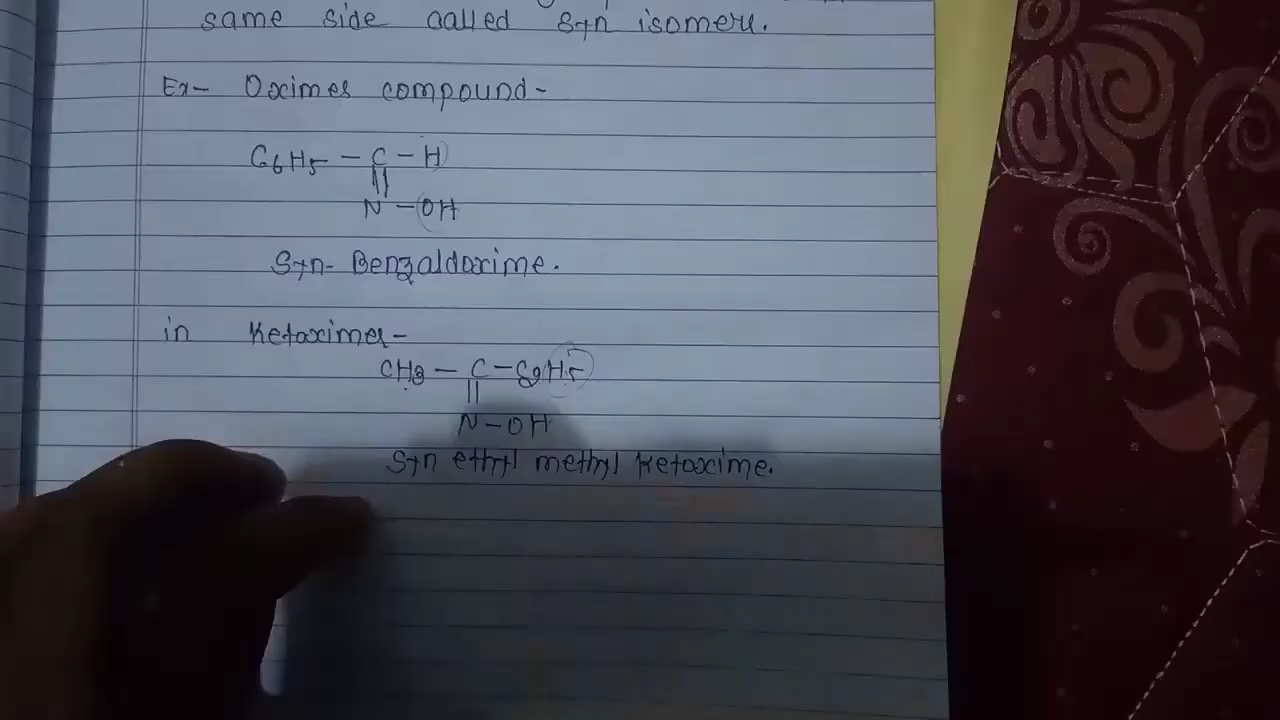 same side called syn isomer.
Ex- Oximes compound-
C6H5 - C - H
||
N - OH
Syn- Benzaldoxime.
in Ketoximes-
CH3 - C - C2H5
||
N - OH
Syn ethyl methyl ketoxime.